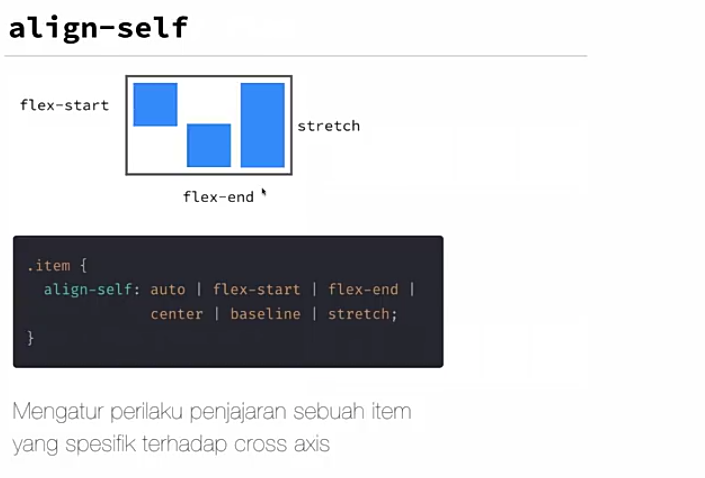 align-self
flex-start
stretch
flex-end
.item {
align-self: auto | flex-start | flex-end |
center | baseline | stretch;
}
Mengatur perilaku penjajaran sebuah item
yang spesifik terhadap cross axis